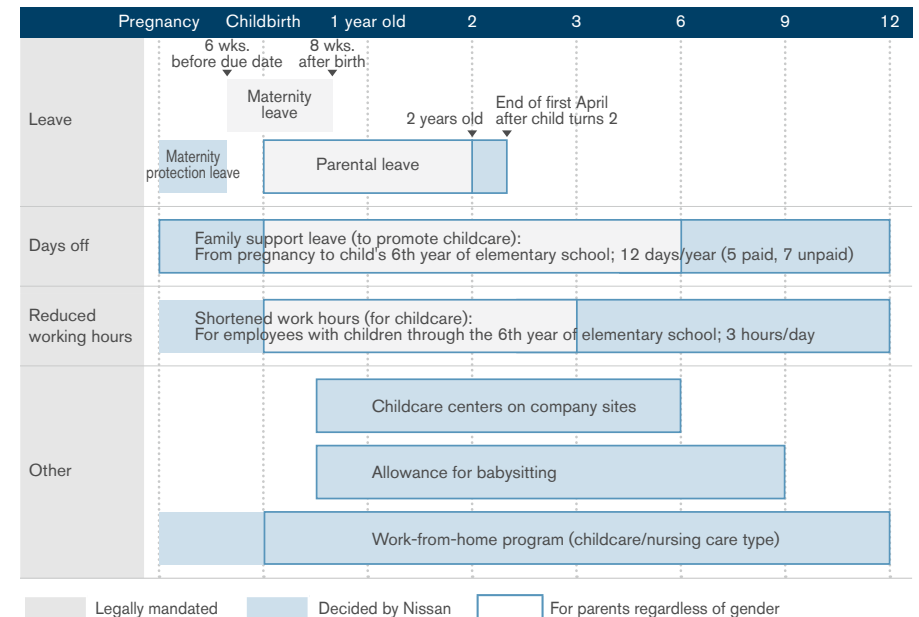 Pregnancy Childbirth 1 year old 2 3 6 9 12
6 wks.
before due date
8 wks.
after birth
Leave
Maternity
leave
2 years old
End of first April
after child turns 2
Maternity
protection leave
Parental leave
Days off
Family support leave (to promote childcare):
From pregnancy to child's 6th year of elementary school; 12 days/year (5 paid, 7 unpaid)
Reduced
working hours
Shortened work hours (for childcare):
For employees with children through the 6th year of elementary school; 3 hours/day
Other
Childcare centers on company sites
Allowance for babysitting
Work-from-home program (childcare/nursing care type)
Legally mandated Decided by Nissan For parents regardless of gender